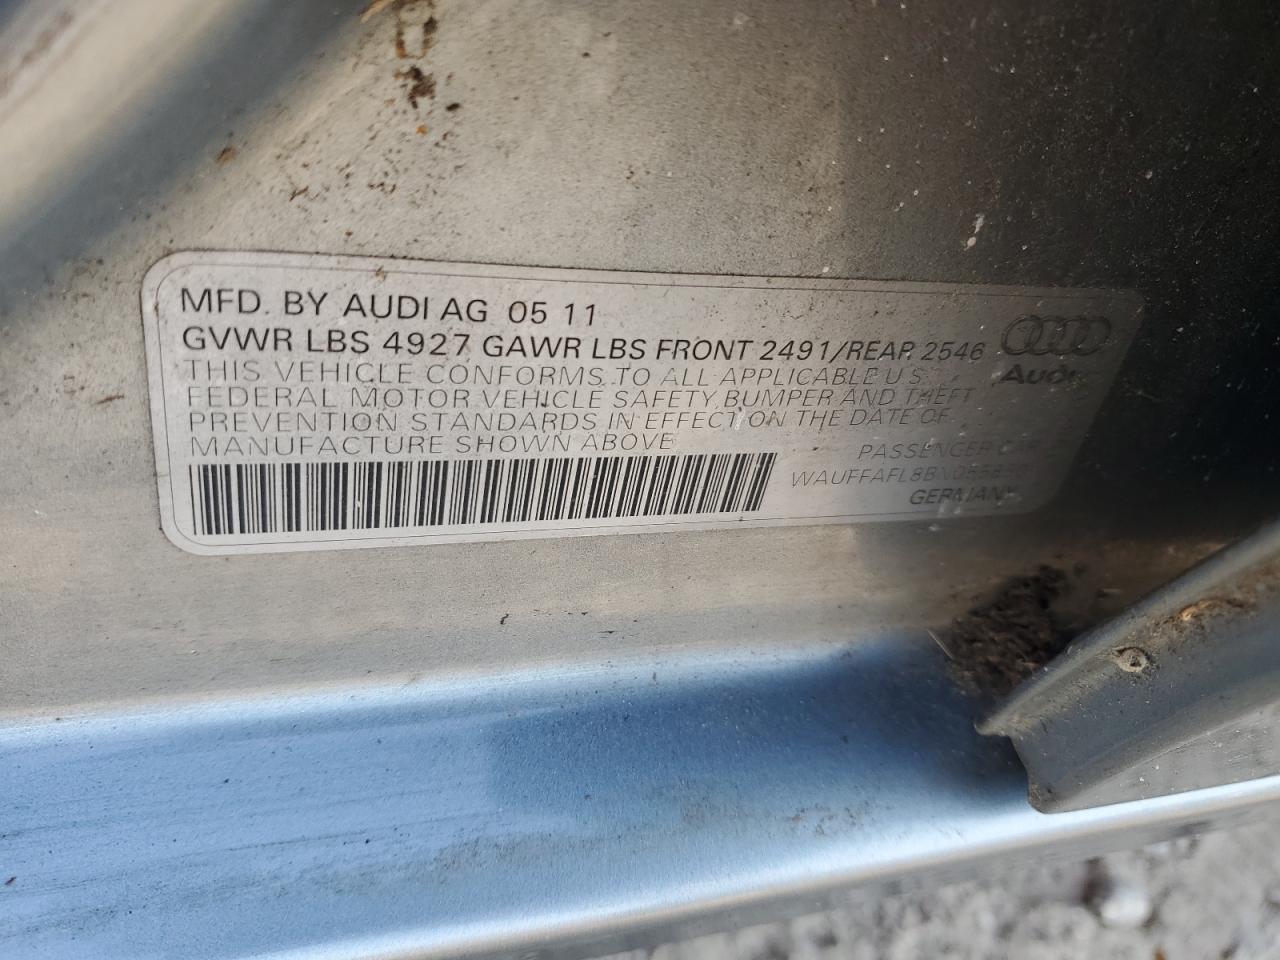 MFD. BY AUDI AG 05 11
GVWR LBS 4927 GAWR LBS FRONT 2491/REAR 2546
THIS VEHICLE CONFORMS TO ALL APPLICABLE U.S.
FEDERAL MOTOR VEHICLE SAFETY, BUMPER AND THEFT
PREVENTION STANDARDS IN EFFECT ON THE DATE OF
MANUFACTURE SHOWN ABOVE
Audi
PASSENGER CAR
GERMANY